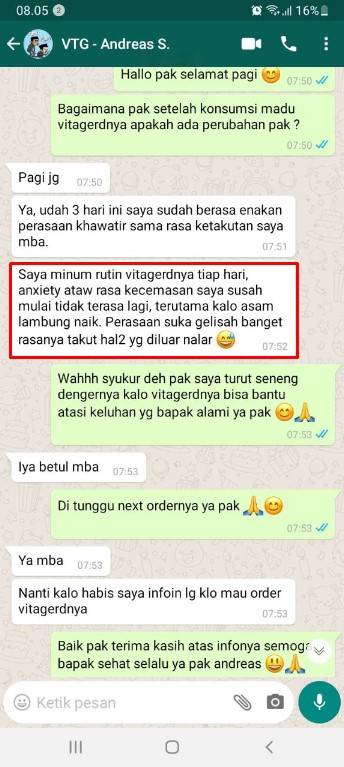 08.05 2 16%
VTG - Andreas S.
Hallo pak selamat pagi 😊 07:50
Bagaimana pak setelah konsumsi madu
vitagerdnya apakah ada perubahan pak ?
07:50
Pagi jg 07:50
Ya, udah 3 hari ini saya sudah berasa enakan
perasaan khawatir sama rasa ketakutan saya
mba. 07:51
Saya minum rutin vitagerdnya tiap hari,
anxiety ataw rasa kecemasan saya susah
mulai tidak terasa lagi, terutama kalo asam
lambung naik. Perasaan suka gelisah banget
rasanya takut hal2 yg diluar nalar 😅 07:52
Wahhh syukur deh pak saya turut seneng
dengernya kalo vitagerdnya bisa bantu
atasi keluhan yg bapak alami ya pak 😊🙏
07:53
Iya betul mba 07:53
Di tunggu next ordernya ya pak 🙏😊
07:53
Ya mba 07:53
Nanti kalo habis saya infoin lg klo mau order
vitagerdnya 07:53
Baik pak terima kasih atas infonya semoga
bapak sehat selalu ya pak andreas 😃🙏
Ketik pesan